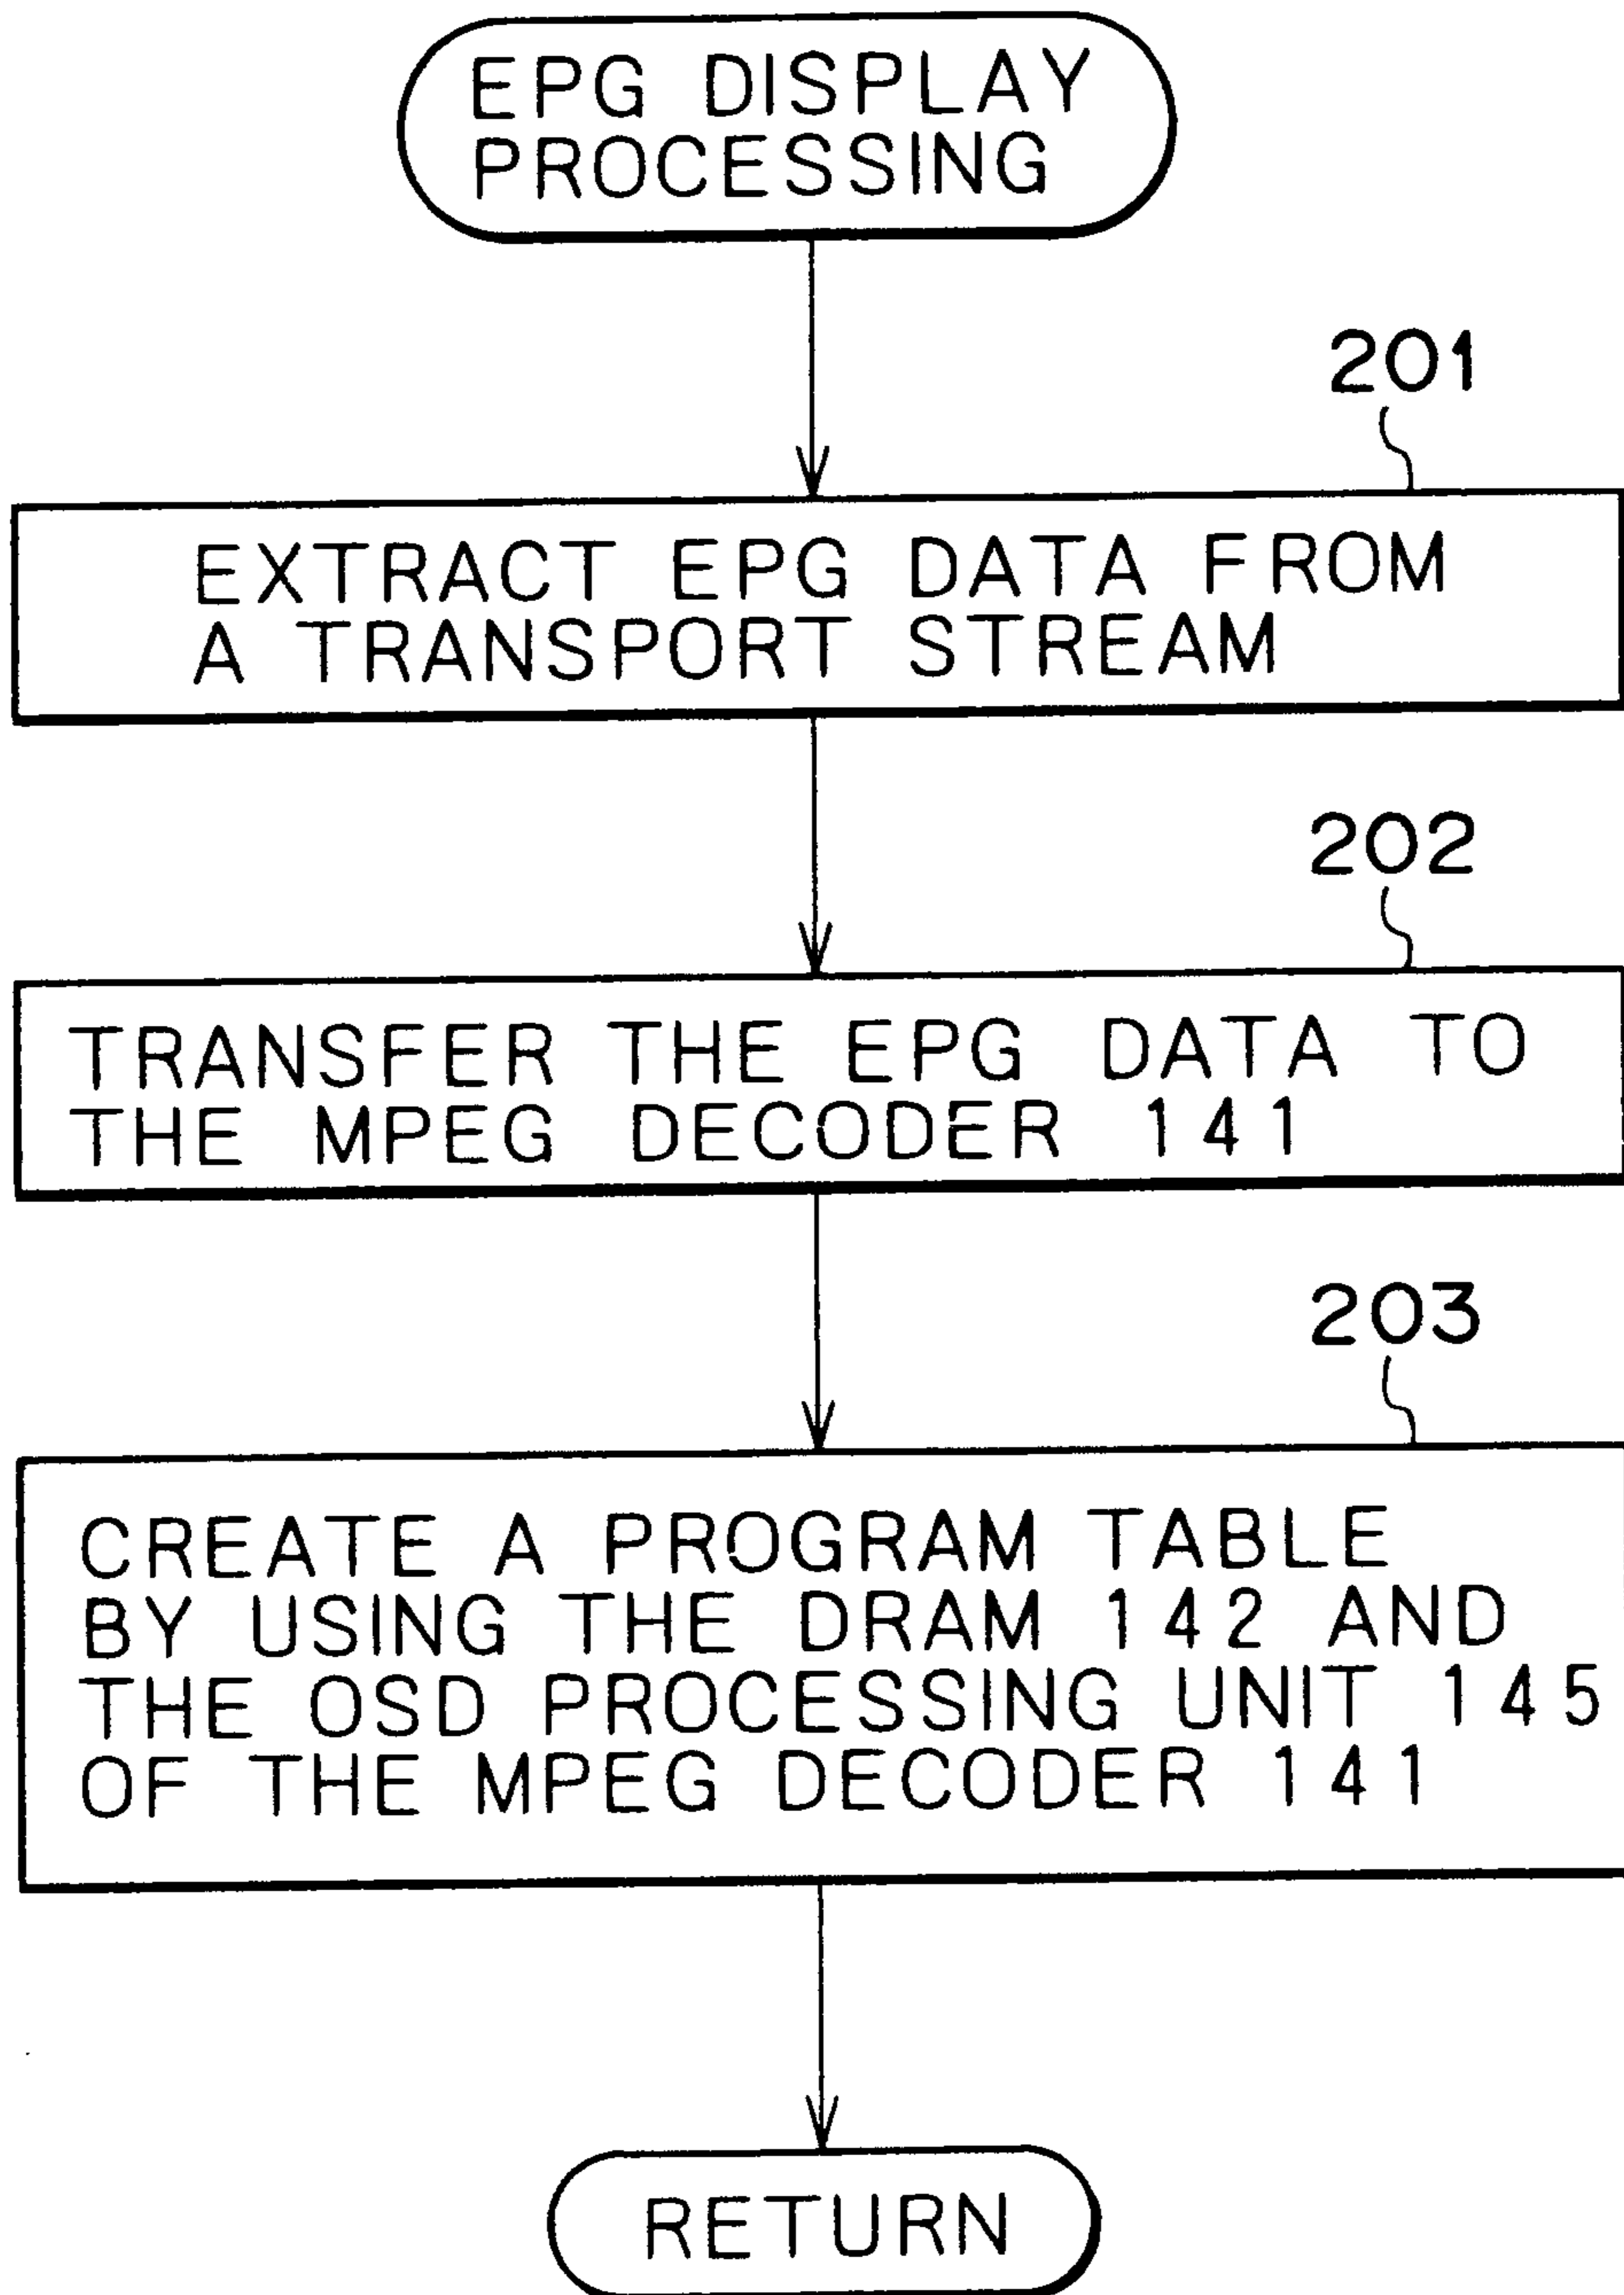 EPG DISPLAY
PROCESSING
201
EXTRACT EPG DATA FROM
A TRANSPORT STREAM
202
TRANSFER THE EPG DATA TO
THE MPEG DECODER 141
203
CREATE A PROGRAM TABLE
BY USING THE DRAM 142 AND
THE OSD PROCESSING UNIT 145
OF THE MPEG DECODER 141
RETURN